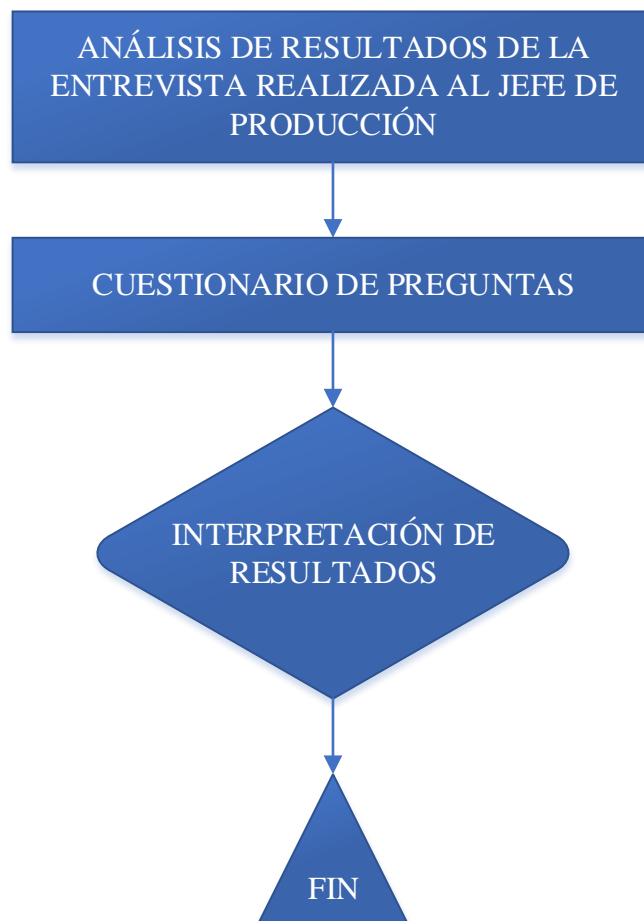 ANÁLISIS DE RESULTADOS DE LA
ENTREVISTA REALIZADA AL JEFE DE
PRODUCCIÓN
CUESTIONARIO DE PREGUNTAS
INTERPRETACIÓN DE
RESULTADOS
FIN